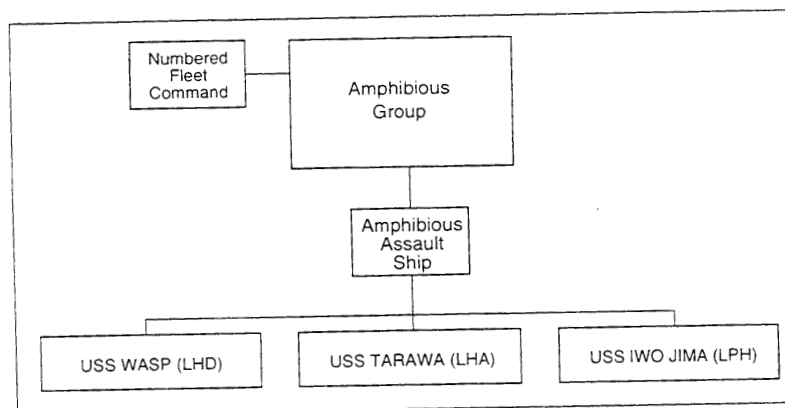 Numbered
Fleet
Command
Amphibious
Group
Amphibious
Assault
Ship
USS WASP (LHD)
USS TARAWA (LHA)
USS IWO JIMA (LPH)